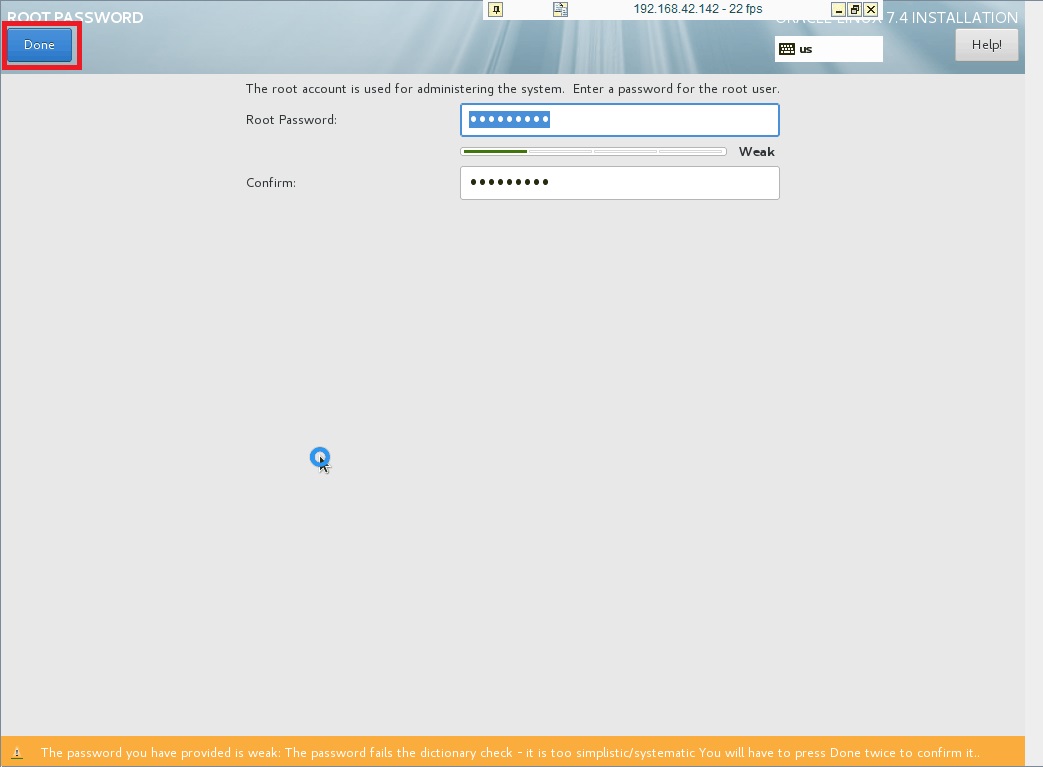 ROOT PASSWORD
192.168.42.142 - 22 fps
ORACLE LINUX 7.4 INSTALLATION
Done
us
Help!
The root account is used for administering the system.  Enter a password for the root user.
Root Password:
Weak
Confirm:
The password you have provided is weak: The password fails the dictionary check - it is too simplistic/systematic You will have to press Done twice to confirm it..